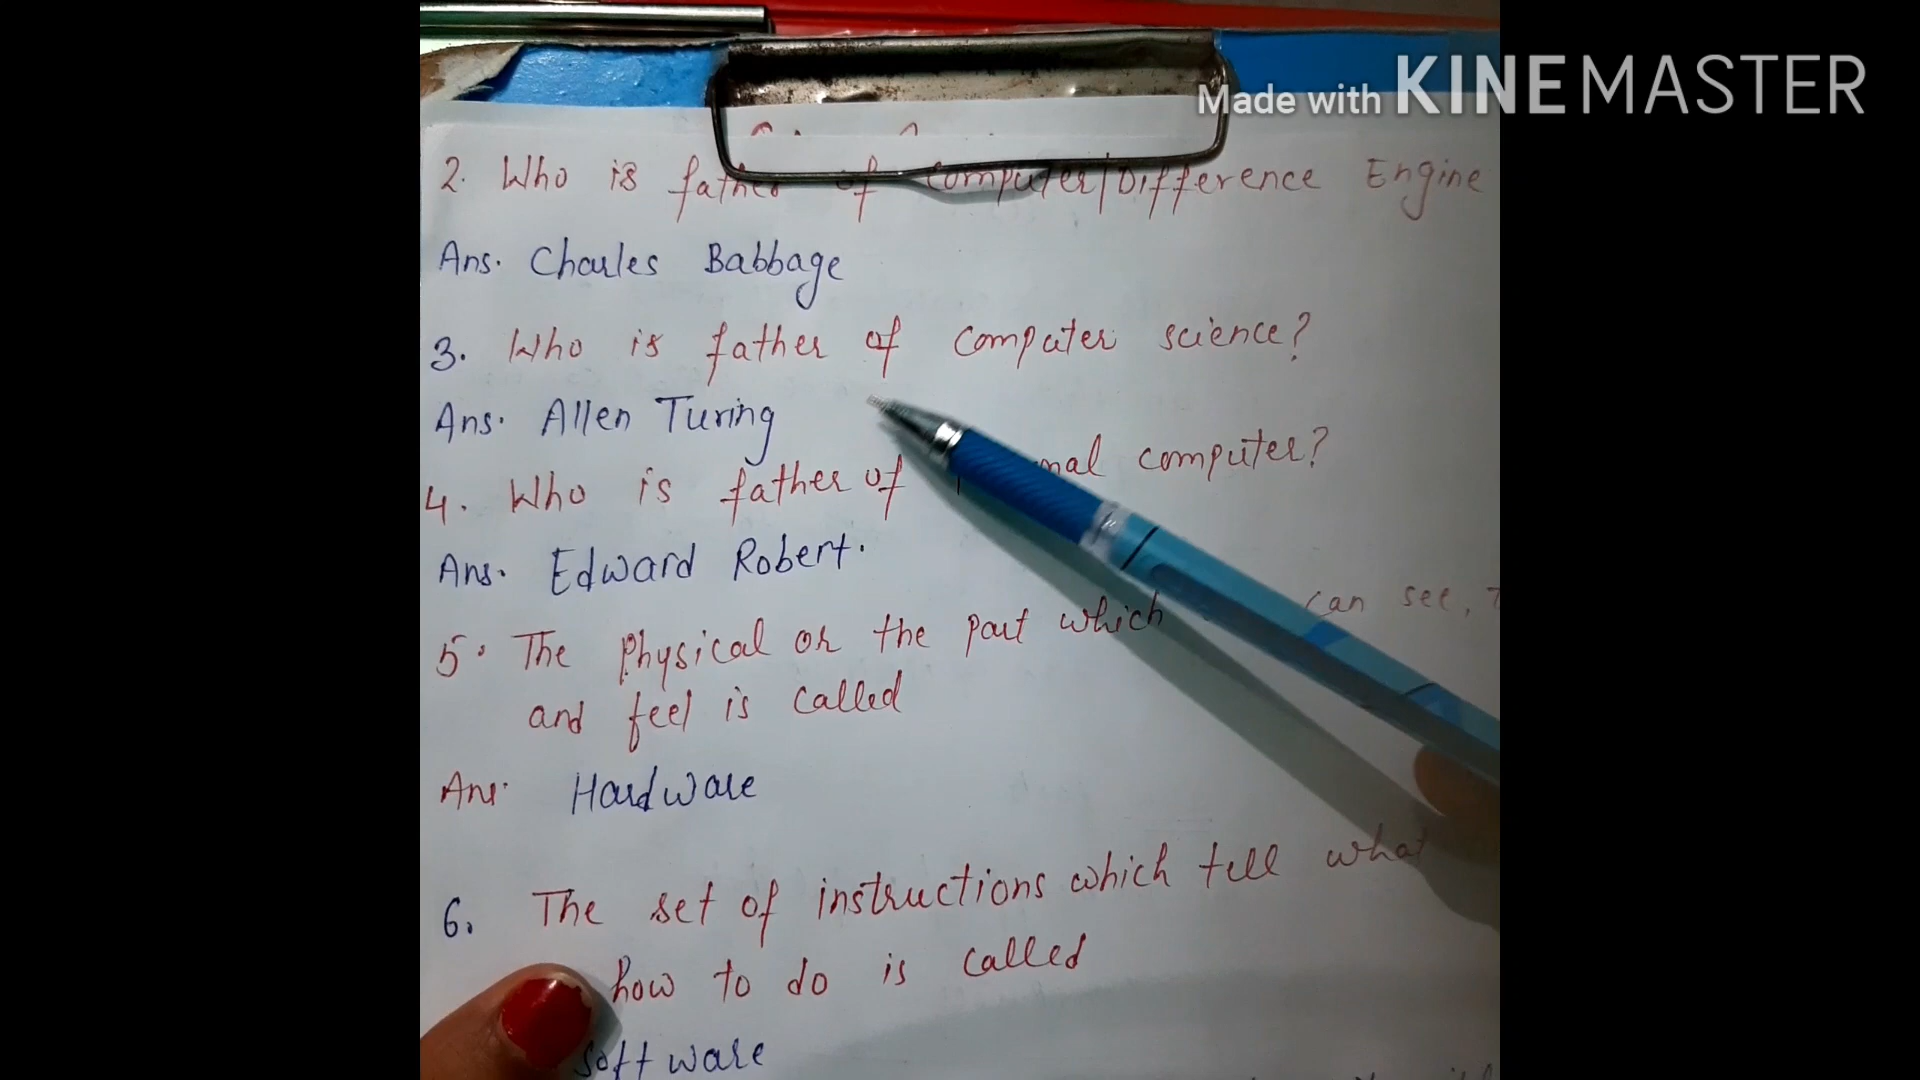 Made with KINEMASTER
2. Who is father of computer/Difference Engine
Ans. Charles Babbage
3. Who is father of computer science?
Ans. Allen Turing
4. Who is father of computer?
Ans. Edward Robert.
5. The Physical or the part which can see,
and feel is called
Ans. Hardware
6. The set of instructions which tell what
how to do is called
software